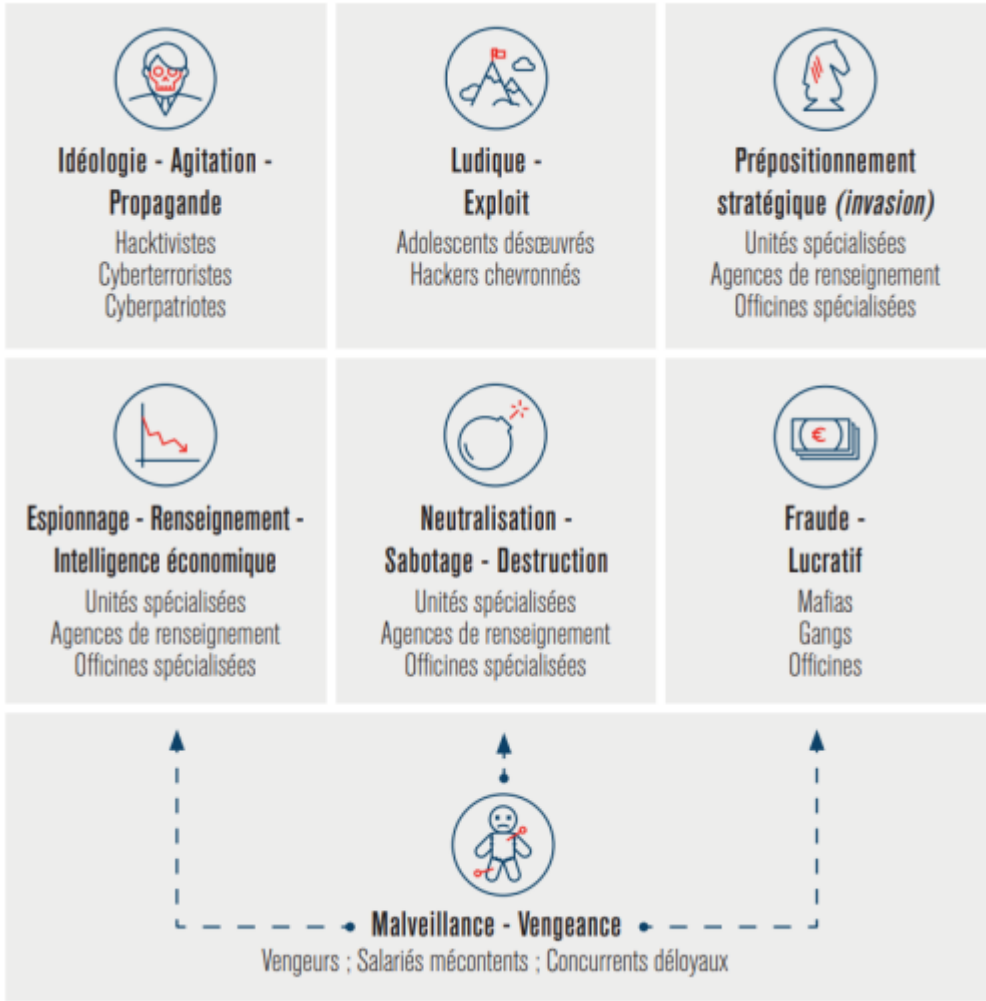 Idéologie - Agitation -
Propagande
Hacktivistes
Cyberterroristes
Cyberpatriotes
Ludique -
Exploit
Adolescents désœuvrés
Hackers chevronnés
Prépositionnement
stratégique (invasion)
Unités spécialisées
Agences de renseignement
Officines spécialisées
Espionnage - Renseignement -
Intelligence économique
Unités spécialisées
Agences de renseignement
Officines spécialisées
Neutralisation -
Sabotage - Destruction
Unités spécialisées
Agences de renseignement
Officines spécialisées
€
Fraude -
Lucratif
Mafias
Gangs
Officines
Malveillance - Vengeance
Vengeurs ; Salariés mécontents ; Concurrents déloyaux